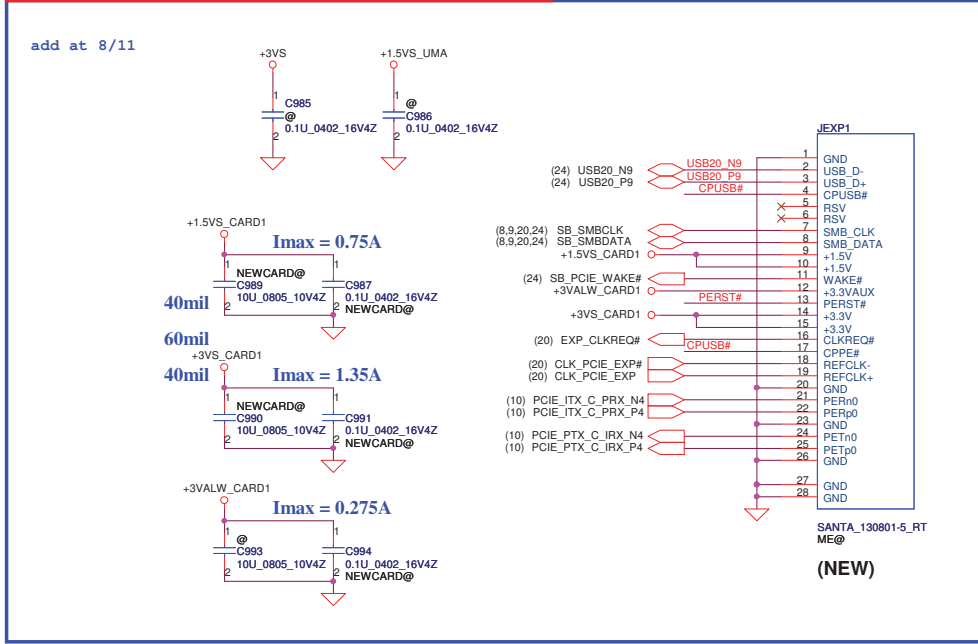 add at 8/11
+3VS
1
C985
@
0.1U_0402_16V4Z
2
+1.5VS_UMA
1
@
C986
0.1U_0402_16V4Z
2
+1.5VS_CARD1
Imax = 0.75A
1
NEWCARD@
C989
10U_0805_10V4Z
2
1
C987
0.1U_0402_16V4Z
2
NEWCARD@
40mil
60mil
+3VS_CARD1
40mil
Imax = 1.35A
1
NEWCARD@
C990
10U_0805_10V4Z
2
1
C991
0.1U_0402_16V4Z
2
NEWCARD@
+3VALW_CARD1
Imax = 0.275A
1
@
C993
10U_0805_10V4Z
2
1
C994
0.1U_0402_16V4Z
2
NEWCARD@
JEXP1
1 GND
(24) USB20_N9 USB20_N9 2 USB_D-
(24) USB20_P9 USB20_P9 3 USB_D+
CPUSB# 4 CPUSB#
5 RSV
6 RSV
(8,9,20,24) SB_SMBCLK 7 SMB_CLK
(8,9,20,24) SB_SMBDATA 8 SMB_DATA
+1.5VS_CARD1 9 +1.5V
10 +1.5V
(24) SB_PCIE_WAKE# 11 WAKE#
+3VALW_CARD1 12 +3.3VAUX
PERST# 13 PERST#
+3VS_CARD1 14 +3.3V
15 +3.3V
(20) EXP_CLKREQ# 16 CLKREQ#
CPUSB# 17 CPPE#
(20) CLK_PCIE_EXP# 18 REFCLK-
(20) CLK_PCIE_EXP 19 REFCLK+
20 GND
(10) PCIE_ITX_C_PRX_N4 21 PERn0
(10) PCIE_ITX_C_PRX_P4 22 PERp0
23 GND
(10) PCIE_PTX_C_IRX_N4 24 PETn0
(10) PCIE_PTX_C_IRX_P4 25 PETp0
26 GND
27 GND
28 GND
SANTA_130801-5_RT
ME@
(NEW)